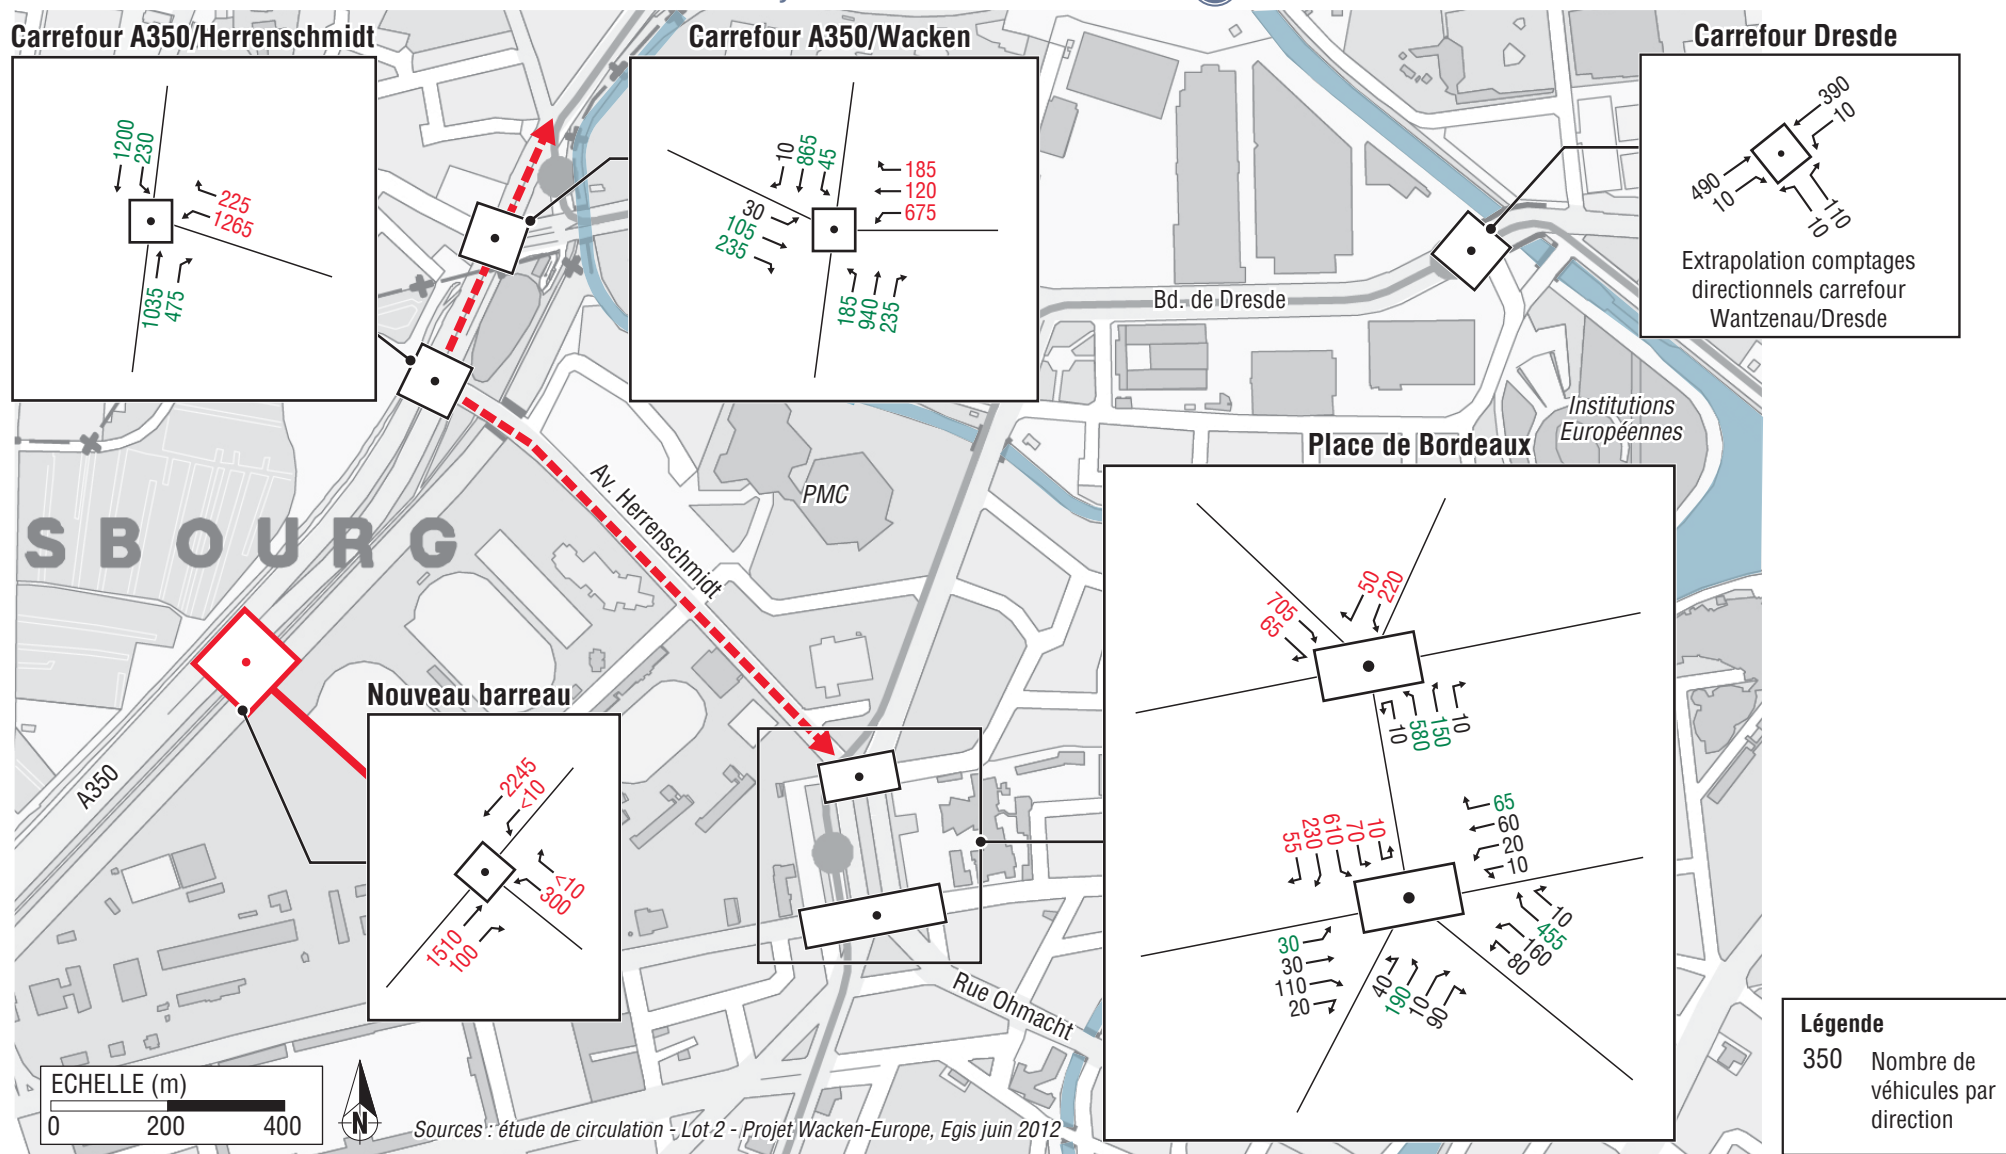 Carrefour A350/Herrenschmidt
1200
230
225
1265
1035
475
Carrefour A350/Wacken
10
865
45
185
120
675
30
105
235
185
940
235
Carrefour Dresde
390
10
490
10
110
10
Extrapolation comptages
directionnels carrefour
Wantzenau/Dresde
Bd. de Dresde
Institutions
Européennes
PMC
Av. Herrenschmidt
SBOURG
A350
Nouveau barreau
2245
<10
<10
300
1510
100
Place de Bordeaux
50
220
705
65
10
580
150
10
55
230
610
70
10
65
60
20
10
10
455
160
80
30
30
110
20
40
190
10
90
Rue Ohmacht
ECHELLE (m)
0 200 400
N
Sources : étude de circulation - Lot 2 - Projet Wacken-Europe, Egis juin 2012
Légende
350 Nombre de
véhicules par
direction